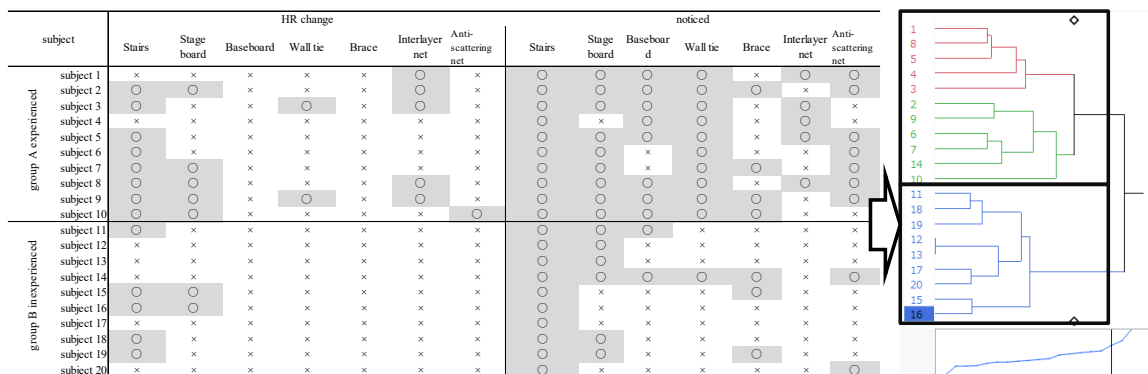 HR change noticed
subject Stairs Stage board Baseboard Wall tie Brace Interlayer net Anti-scattering net Stairs Stage board Baseboar d Wall tie Brace Interlayer net Anti-scattering net
group A experienced
subject 1 × × × × × ○ × ○ ○ ○ ○ × ○ ○
subject 2 ○ ○ × × × ○ × ○ ○ ○ ○ ○ × ○
subject 3 ○ × × ○ × ○ × ○ ○ ○ ○ × ○ ×
subject 4 × × × × × × × ○ × ○ ○ × ○ ×
subject 5 ○ × × × × × × ○ ○ ○ ○ × ○ ○
subject 6 ○ × × × × × × ○ ○ × ○ × × ○
subject 7 ○ ○ × × × × × ○ ○ ○ ○ ○ × ○
subject 8 ○ ○ × × × ○ × ○ ○ ○ ○ × ○ ○
subject 9 ○ ○ × ○ × ○ × ○ ○ ○ ○ ○ × ○
subject 10 ○ ○ × × × × ○ ○ ○ ○ ○ ○ × ×
group B inexperienced
subject 11 ○ × × × × × × ○ ○ ○ × × × ×
subject 12 × × × × × × × ○ ○ × × × × ×
subject 13 × × × × × × × ○ ○ × × × × ×
subject 14 × × × × × × × ○ ○ ○ ○ ○ × ○
subject 15 ○ ○ × × × × × ○ × × × ○ × ×
subject 16 ○ ○ × × × × × ○ × × × × × ×
subject 17 × × × × × × × ○ × × × × × ×
subject 18 ○ × × × × × × ○ ○ × × × × ×
subject 19 ○ × × × × × × ○ ○ × × ○ × ×
subject 20 × × × × × × × ○ × × × × × ○
1
8
5
4
3
2
9
6
7
14
10
11
18
19
12
13
17
20
15
16